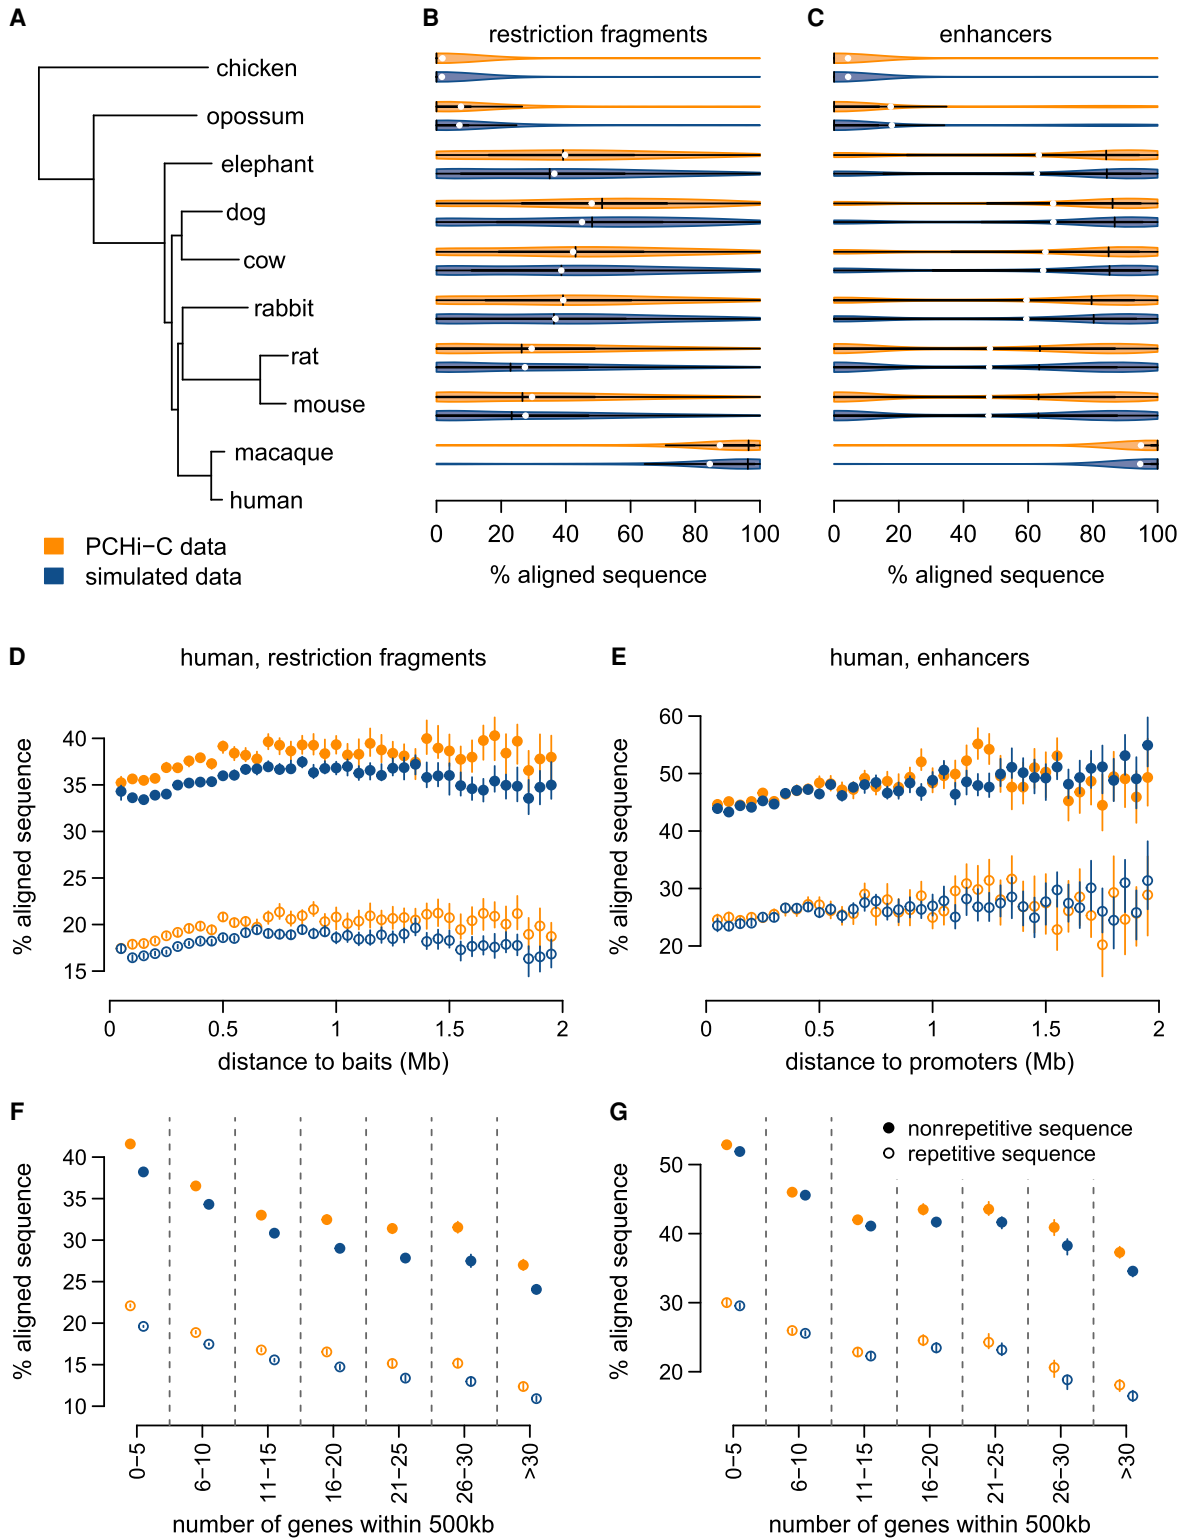 A
B
C
restriction fragments
enhancers
chicken
opossum
elephant
dog
cow
rabbit
rat
mouse
macaque
human
0 20 40 60 80 100
0 20 40 60 80 100
% aligned sequence
% aligned sequence
PCHi−C data
simulated data
D
human, restriction fragments
40
35
30
25
20
15
% aligned sequence
0 0.5 1 1.5 2
distance to baits (Mb)
E
human, enhancers
60
50
40
30
20
% aligned sequence
0 0.5 1 1.5 2
distance to promoters (Mb)
F
40
35
30
25
20
15
10
% aligned sequence
0−5 6−10 11−15 16−20 21−25 26−30 >30
number of genes within 500kb
G
nonrepetitive sequence
repetitive sequence
50
40
30
20
% aligned sequence
0−5 6−10 11−15 16−20 21−25 26−30 >30
number of genes within 500kb